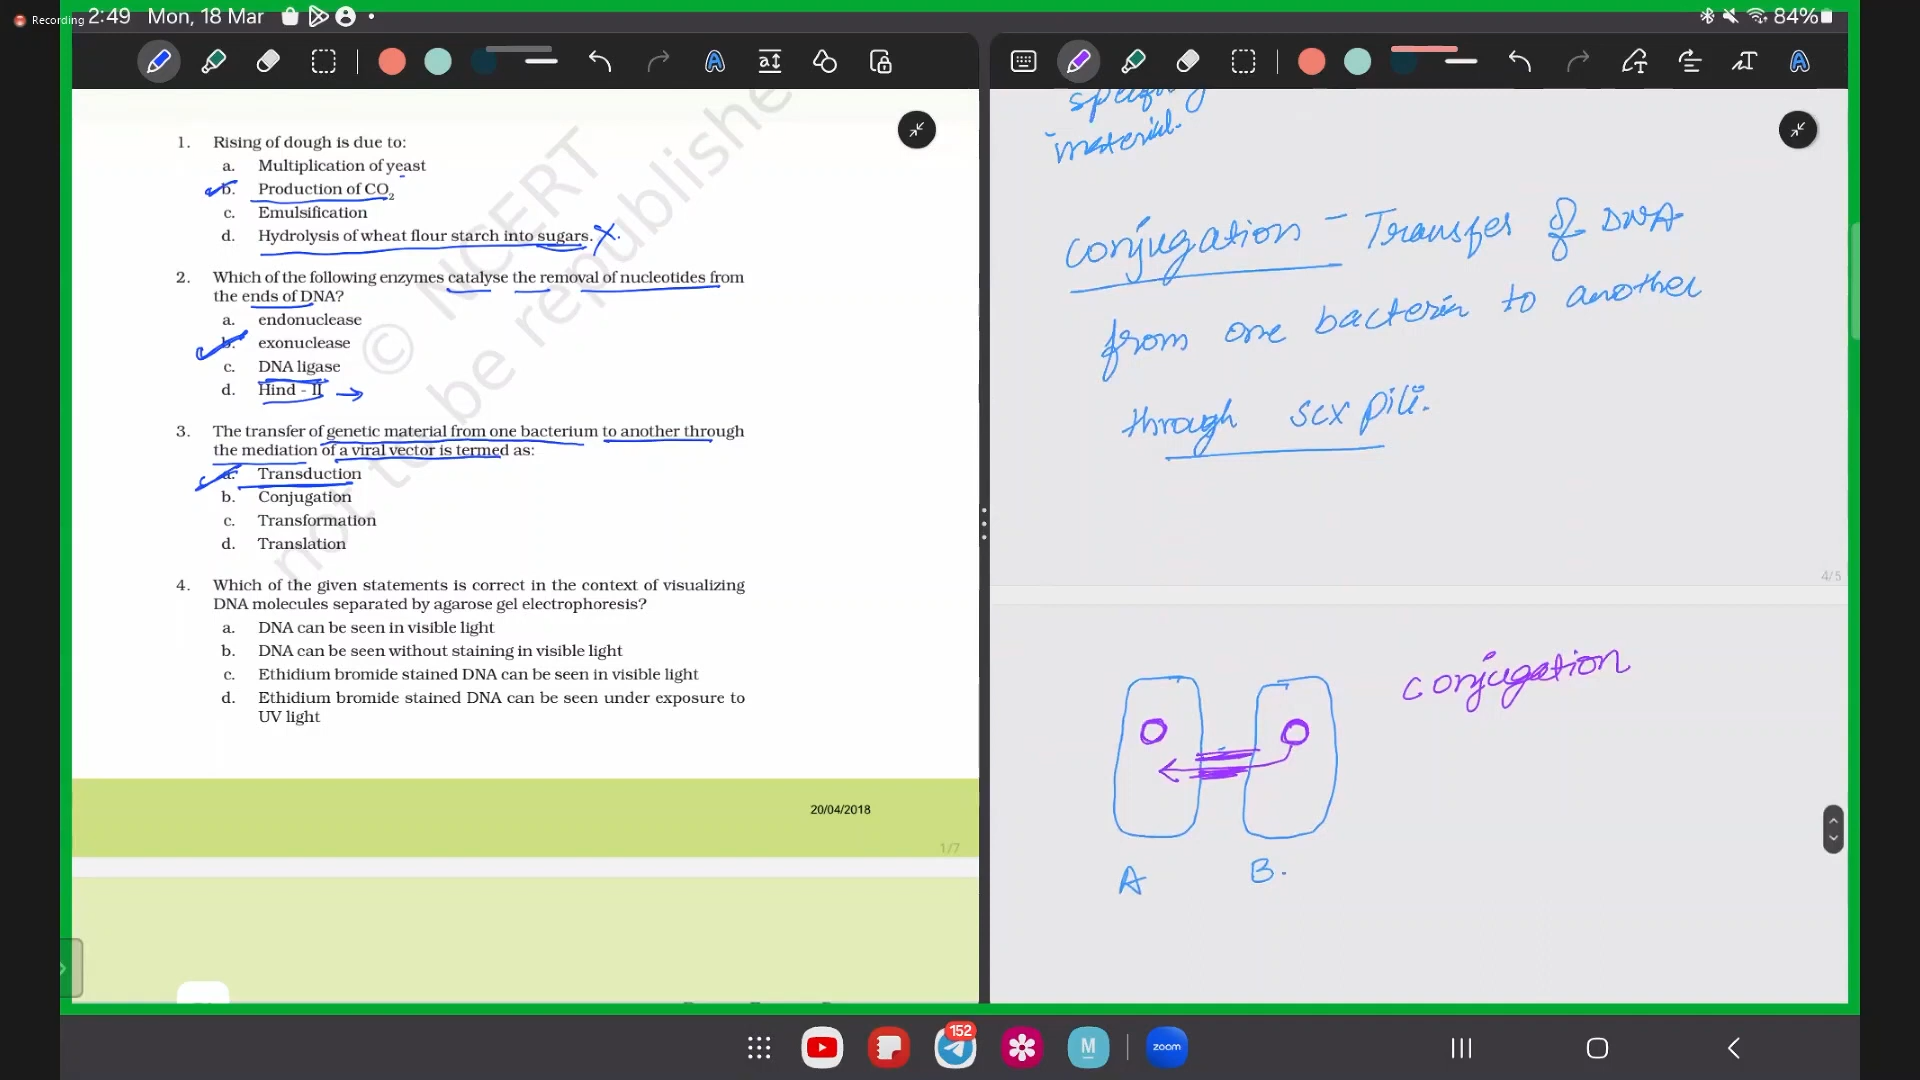 Recording
2:49 Mon, 18 Mar
84%
1. Rising of dough is due to:
a. Multiplication of yeast
b. Production of CO₂
c. Emulsification
d. Hydrolysis of wheat flour starch into sugars. X.
2. Which of the following enzymes catalyse the removal of nucleotides from
the ends of DNA?
a. endonuclease
b. exonuclease
c. DNA ligase
d. Hind - II →
3. The transfer of genetic material from one bacterium to another through
the mediation of a viral vector is termed as:
a. Transduction
b. Conjugation
c. Transformation
d. Translation
4. Which of the given statements is correct in the context of visualizing
DNA molecules separated by agarose gel electrophoresis?
a. DNA can be seen in visible light
b. DNA can be seen without staining in visible light
c. Ethidium bromide stained DNA can be seen in visible light
d. Ethidium bromide stained DNA can be seen under exposure to
UV light
© NCERT
not to be republishe
20/04/2018
1/7
material.
conjugation - Transfer of DNA
from one bacteria to another
through sex pili.
4/5
conjugation
A B.
152
M
zoom